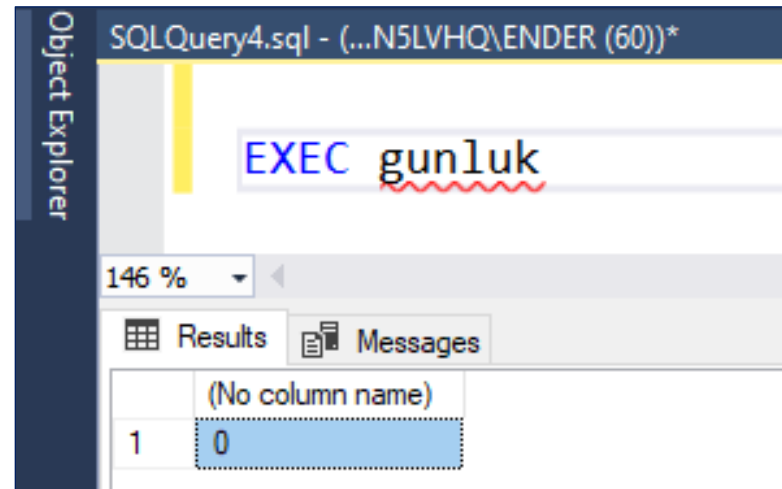 Object Explorer
SQLQuery4.sql - (...N5LVHQ\ENDER (60))*
EXEC gunluk
146 %
Results Messages
(No column name)
1 0